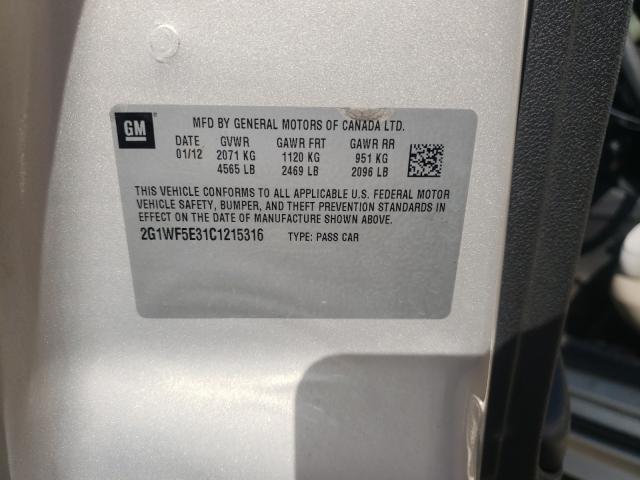 GM
MFD BY GENERAL MOTORS OF CANADA LTD.
DATE GVWR GAWR FRT GAWR RR
01/12 2071 KG 1120 KG 951 KG
4565 LB 2469 LB 2096 LB
THIS VEHICLE CONFORMS TO ALL APPLICABLE U.S. FEDERAL MOTOR
VEHICLE SAFETY, BUMPER, AND THEFT PREVENTION STANDARDS IN
EFFECT ON THE DATE OF MANUFACTURE SHOWN ABOVE.
2G1WF5E31C1215316 TYPE: PASS CAR